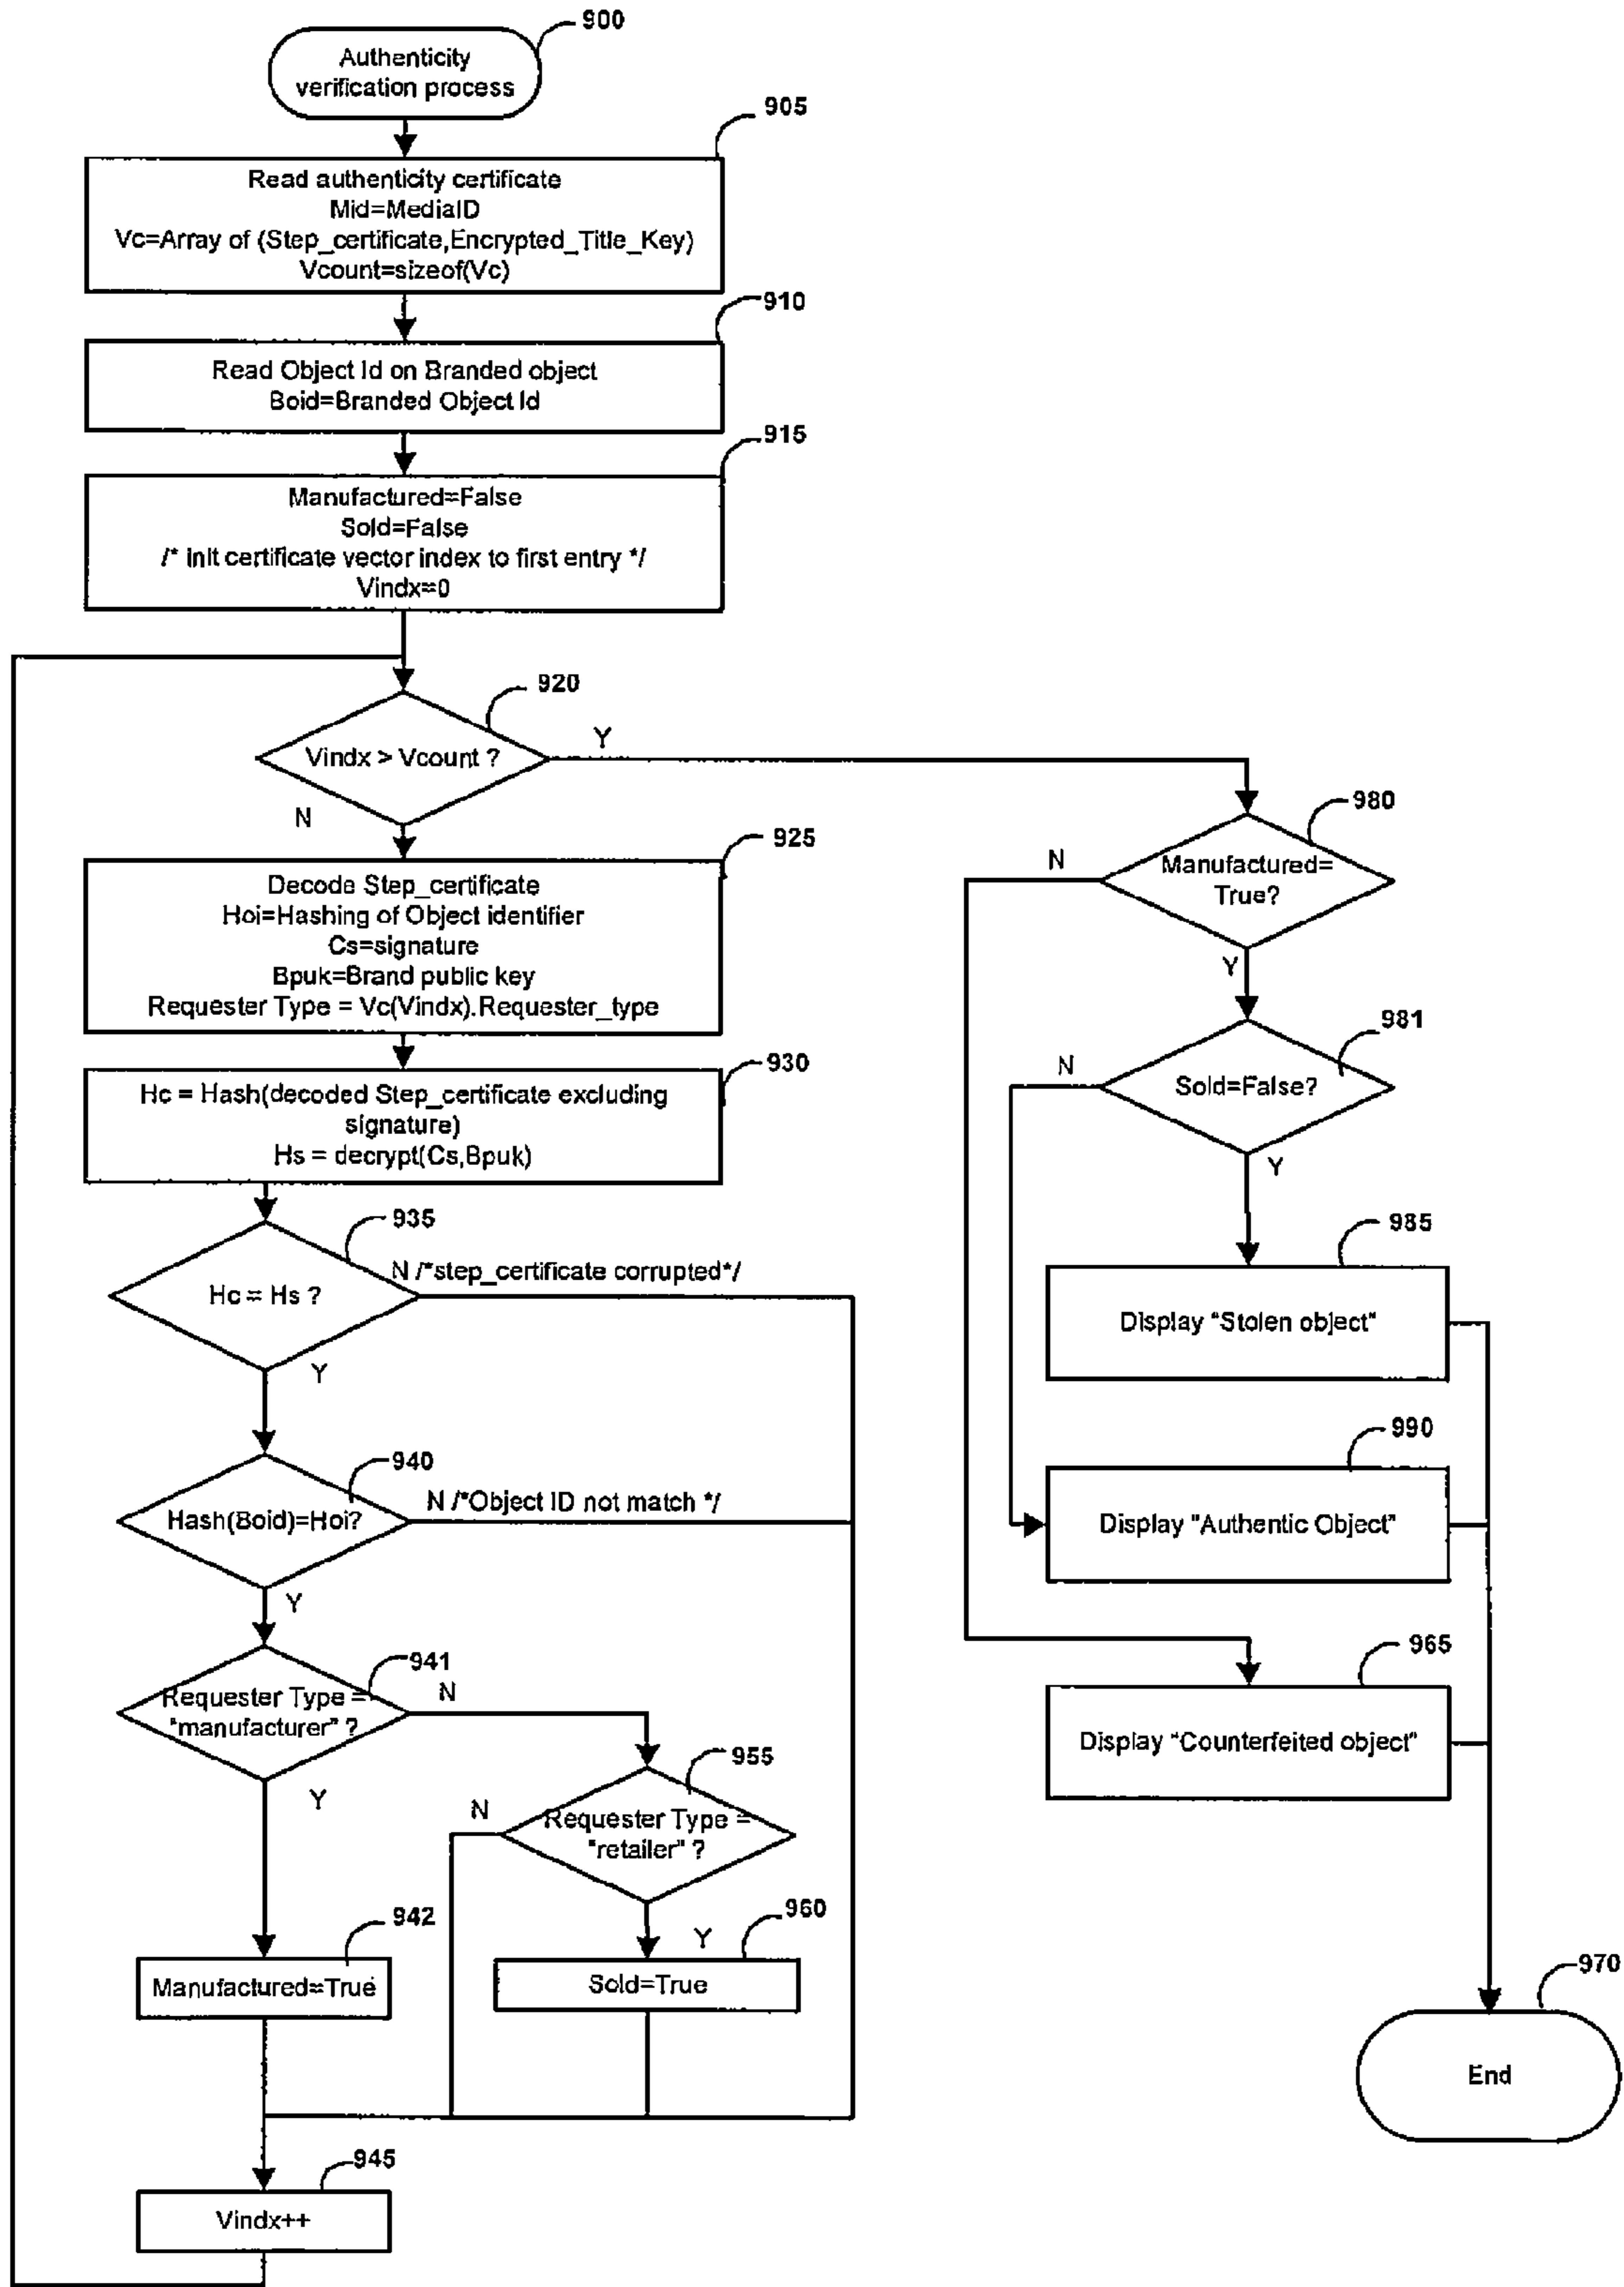 900
Authenticity
verification process
905
Read authenticity certificate
Mid=MediaID
Vc=Array of (Step_certificate,Encrypted_Title_Key)
Vcount=sizeof(Vc)
910
Read Object Id on Branded object
Boid=Branded Object Id
915
Manufactured=False
Sold=False
/* init certificate vector index to first entry */
Vindx=0
920
Vindx > Vcount ?
Y
N
925
Decode Step_certificate
Hoi=Hashing of Object identifier
Cs=signature
Bpuk=Brand public key
Requester Type = Vc(Vindx).Requester_type
930
Hc = Hash(decoded Step_certificate excluding
signature)
Hs = decrypt(Cs,Bpuk)
935
Hc = Hs ?
N /*step_certificate corrupted*/
Y
940
Hash(Boid)=Hoi?
N /*Object ID not match */
Y
941
Requester Type =
"manufacturer" ?
N
Y
955
Requester Type =
"retailer" ?
N
Y
942
Manufactured=True
960
Sold=True
945
Vindx++
980
Manufactured=
True?
N
Y
981
Sold=False?
N
Y
985
Display "Stolen object"
990
Display "Authentic Object"
965
Display "Counterfeited object"
970
End